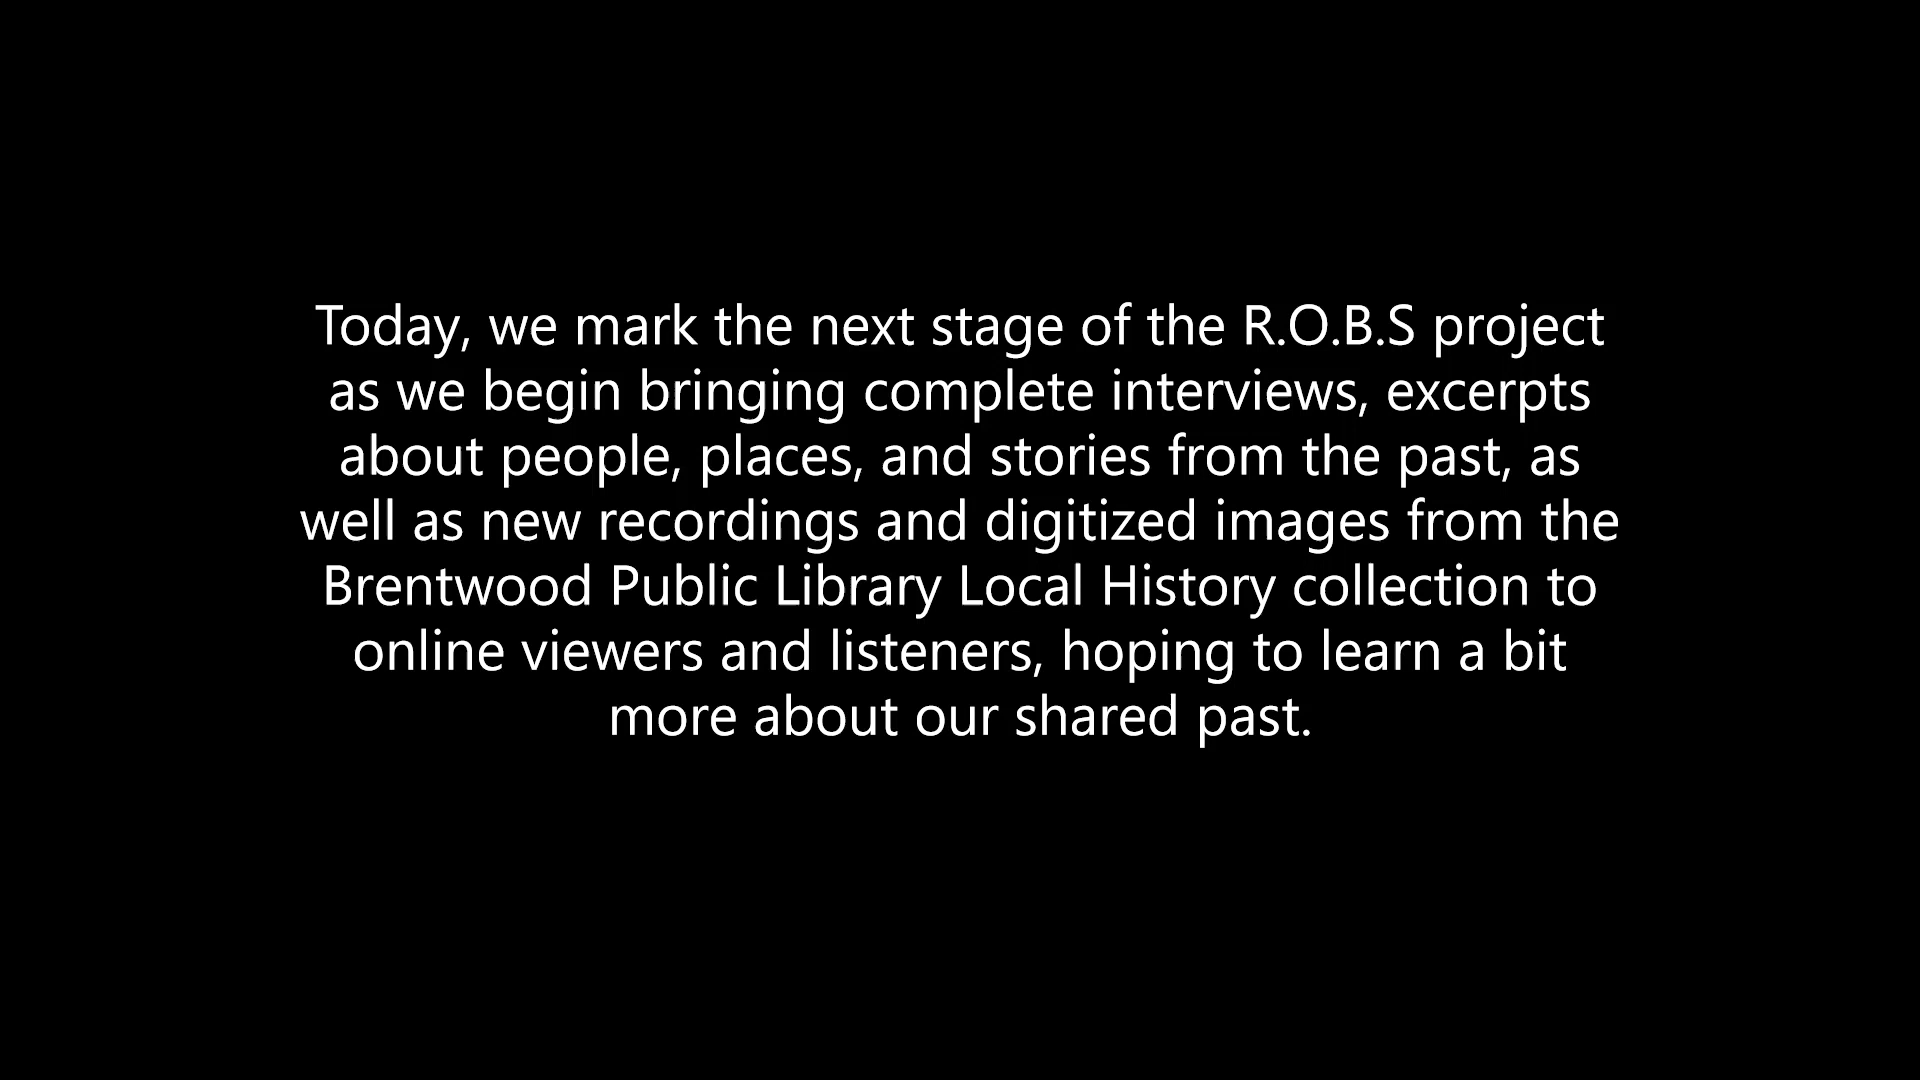 Today, we mark the next stage of the R.O.B.S project
as we begin bringing complete interviews, excerpts
about people, places, and stories from the past, as
well as new recordings and digitized images from the
Brentwood Public Library Local History collection to
online viewers and listeners, hoping to learn a bit
more about our shared past.